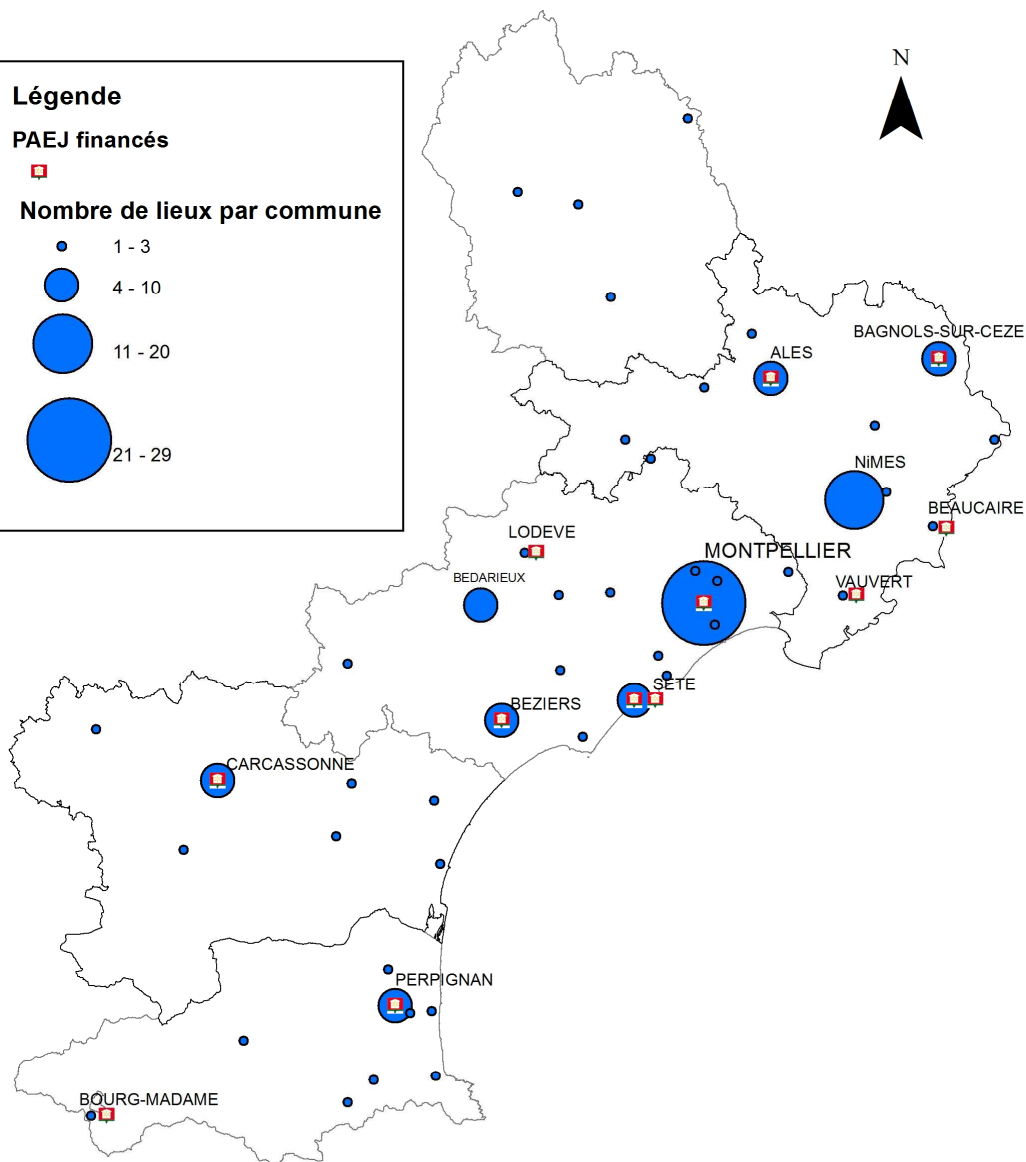 N
Légende
PAEJ financés
Nombre de lieux par commune
1 - 3
4 - 10
11 - 20
21 - 29
BAGNOLS-SUR-CEZE
ALES
NiMES
BEAUCAIRE
LODEVE
MONTPELLIER
BEDARIEUX
VAUVERT
SETE
BEZIERS
CARCASSONNE
PERPIGNAN
BOURG-MADAME